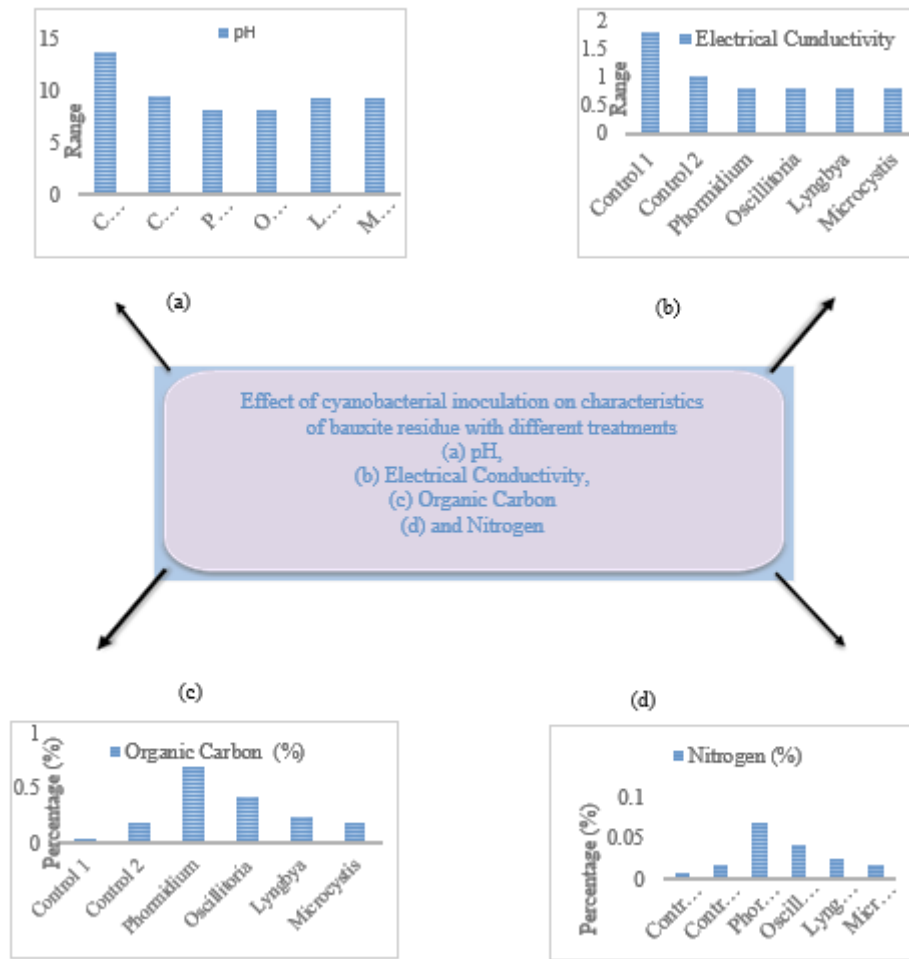 pH
15
10
5
0
Range
C...
C...
P...
O...
L...
M...
(a)
Electrical Cunductivity
2
1.5
1
0.5
0
Range
Control 1
Control 2
Phormidium
Oscillitoria
Lyngbya
Microcystis
(b)
Effect of cyanobacterial inoculation on characteristics
of bauxite residue with different treatments
(a) pH,
(b) Electrical Conductivity,
(c) Organic Carbon
(d) and Nitrogen
(c)
Organic Carbon (%)
1
0.5
0
Percentage (%)
Control 1
Control 2
Phormidium
Oscillitoria
Lyngbya
Microcystis
(d)
Nitrogen (%)
0.1
0.05
0
Percentage (%)
Contr...
Contr...
Phor...
Oscill...
Lyng...
Micr...